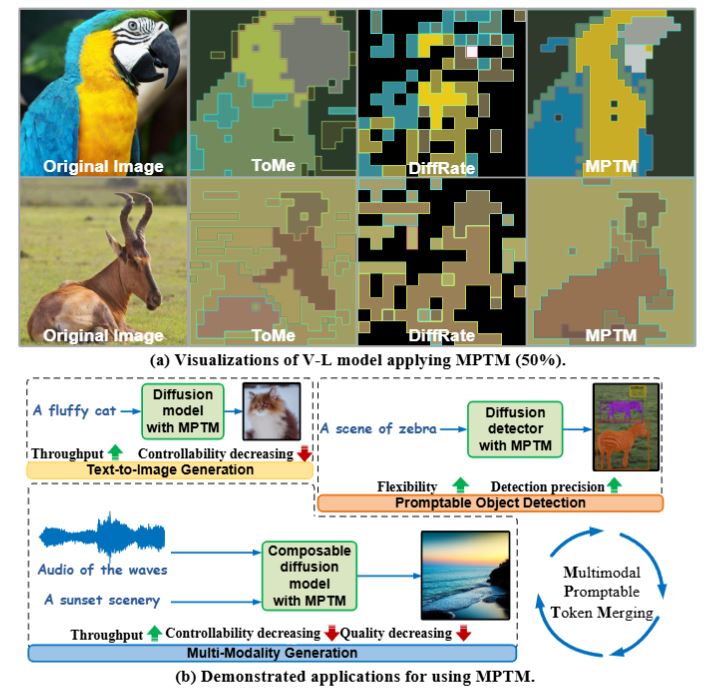 Original Image ToMe DiffRate MPTM
Original Image ToMe DiffRate MPTM
(a) Visualizations of V-L model applying MPTM (50%).
A fluffy cat
Diffusion
model
with MPTM
Throughput Controllability decreasing
Text-to-Image Generation
A scene of zebra
Diffusion
detector
with MPTM
Flexibility Detection precision
Promptable Object Detection
Audio of the waves
A sunset scenery
Composable
diffusion
model
with MPTM
Throughput Controllability decreasing Quality decreasing
Multi-Modality Generation
Multimodal
Promptable
Token Merging
(b) Demonstrated applications for using MPTM.